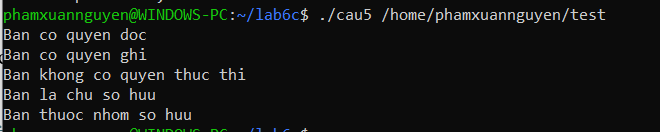 phamxuannguyen@WINDOWS-PC:~/lab6c$ ./cau5 /home/phamxuannguyen/test
Ban co quyen doc
Ban co quyen ghi
Ban khong co quyen thuc thi
Ban la chu so huu
Ban thuoc nhom so huu